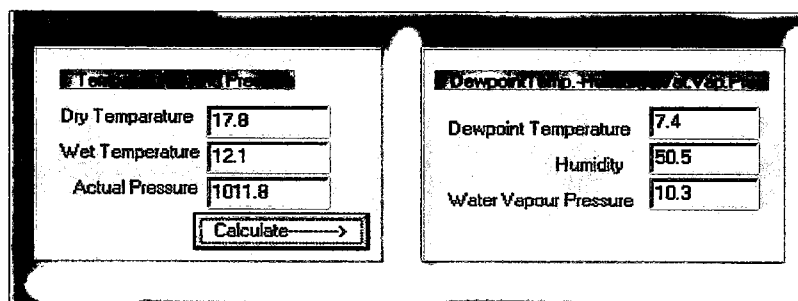 Dry Temparature 17.8
Wet Temperature 12.1
Actual Pressure 1011.8
Calculate-------->
Dewpoint Temp.
Dewpoint Temperature 7.4
Humidity 50.5
Water Vapour Pressure 10.3